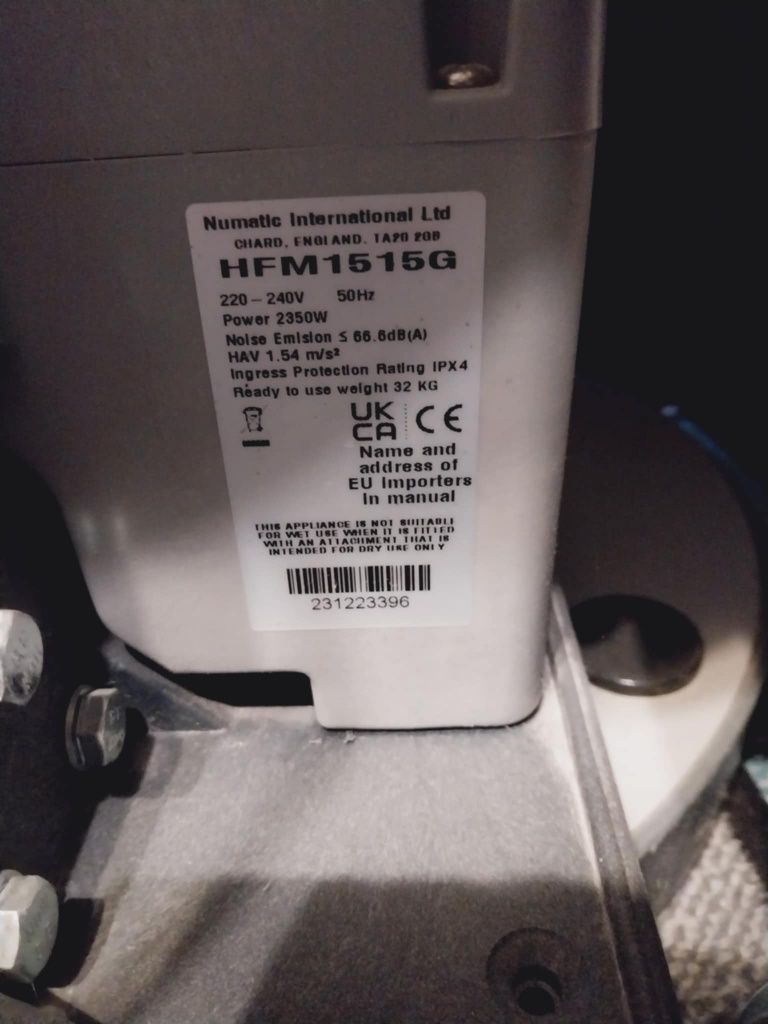 Numatic International Ltd
CHARD, ENGLAND. TA20 2GB
HFM1515G
220 – 240V 50Hz
Power 2350W
Noise Emision ≤ 66.6dB(A)
HAV 1.54 m/s²
Ingress Protection Rating IPX4
Ready to use weight 32 KG
UK
CA CE
Name and
address of
EU Importers
In manual
THIS APPLIANCE IS NOT SUITABLE
FOR WET USE WHEN IT IS FITTED
WITH AN ATTACHMENT THAT IS
INTENDED FOR DRY USE ONLY
231223396